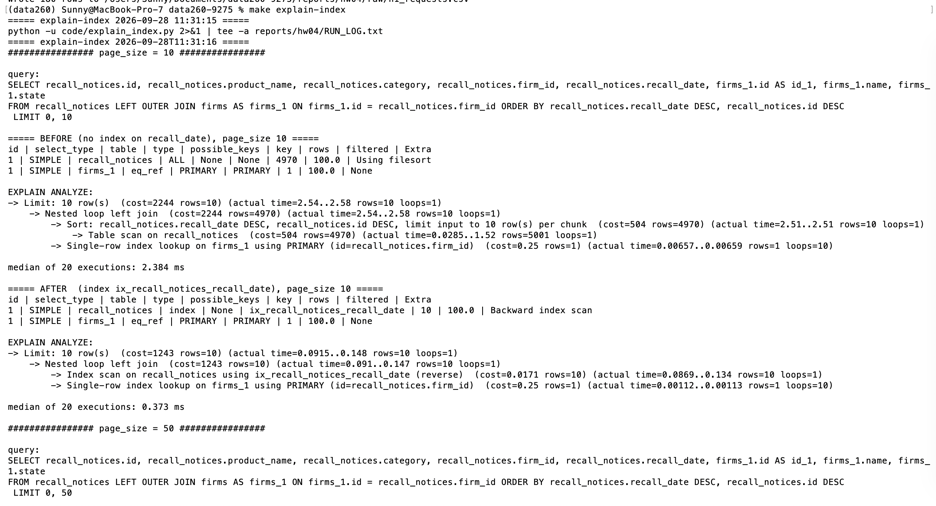 (data260) Sunny@MacBook-Pro-7 data260-9275 % make explain-index
===== explain-index 2026-09-28 11:31:15 =====
python -u code/explain_index.py 2>&1 | tee -a reports/hw04/RUN_LOG.txt
===== explain-index 2026-09-28T11:31:16 =====
################ page_size = 10 ################
query:
SELECT recall_notices.id, recall_notices.product_name, recall_notices.category, recall_notices.firm_id, recall_notices.recall_date, firms_1.id AS id_1, firms_1.name, firms_
1.state
FROM recall_notices LEFT OUTER JOIN firms AS firms_1 ON firms_1.id = recall_notices.firm_id ORDER BY recall_notices.recall_date DESC, recall_notices.id DESC
LIMIT 0, 10
===== BEFORE (no index on recall_date), page_size 10 =====
id | select_type | table | type | possible_keys | key | rows | filtered | Extra
1 | SIMPLE | recall_notices | ALL | None | None | 4970 | 100.0 | Using filesort
1 | SIMPLE | firms_1 | eq_ref | PRIMARY | PRIMARY | 1 | 100.0 | None
EXPLAIN ANALYZE:
-> Limit: 10 row(s)  (cost=2244 rows=10) (actual time=2.54..2.58 rows=10 loops=1)
    -> Nested loop left join  (cost=2244 rows=4970) (actual time=2.54..2.58 rows=10 loops=1)
        -> Sort: recall_notices.recall_date DESC, recall_notices.id DESC, limit input to 10 row(s) per chunk  (cost=504 rows=4970) (actual time=2.51..2.51 rows=10 loops=1)
            -> Table scan on recall_notices  (cost=504 rows=4970) (actual time=0.0285..1.52 rows=5001 loops=1)
        -> Single-row index lookup on firms_1 using PRIMARY (id=recall_notices.firm_id)  (cost=0.25 rows=1) (actual time=0.00657..0.00659 rows=1 loops=10)
median of 20 executions: 2.384 ms
===== AFTER  (index ix_recall_notices_recall_date), page_size 10 =====
id | select_type | table | type | possible_keys | key | rows | filtered | Extra
1 | SIMPLE | recall_notices | index | None | ix_recall_notices_recall_date | 10 | 100.0 | Backward index scan
1 | SIMPLE | firms_1 | eq_ref | PRIMARY | PRIMARY | 1 | 100.0 | None
EXPLAIN ANALYZE:
-> Limit: 10 row(s)  (cost=1243 rows=10) (actual time=0.0915..0.148 rows=10 loops=1)
    -> Nested loop left join  (cost=1243 rows=10) (actual time=0.091..0.147 rows=10 loops=1)
        -> Index scan on recall_notices using ix_recall_notices_recall_date (reverse)  (cost=0.0171 rows=10) (actual time=0.0869..0.134 rows=10 loops=1)
        -> Single-row index lookup on firms_1 using PRIMARY (id=recall_notices.firm_id)  (cost=0.25 rows=1) (actual time=0.00112..0.00113 rows=1 loops=10)
median of 20 executions: 0.373 ms
################ page_size = 50 ################
query:
SELECT recall_notices.id, recall_notices.product_name, recall_notices.category, recall_notices.firm_id, recall_notices.recall_date, firms_1.id AS id_1, firms_1.name, firms_
1.state
FROM recall_notices LEFT OUTER JOIN firms AS firms_1 ON firms_1.id = recall_notices.firm_id ORDER BY recall_notices.recall_date DESC, recall_notices.id DESC
LIMIT 0, 50